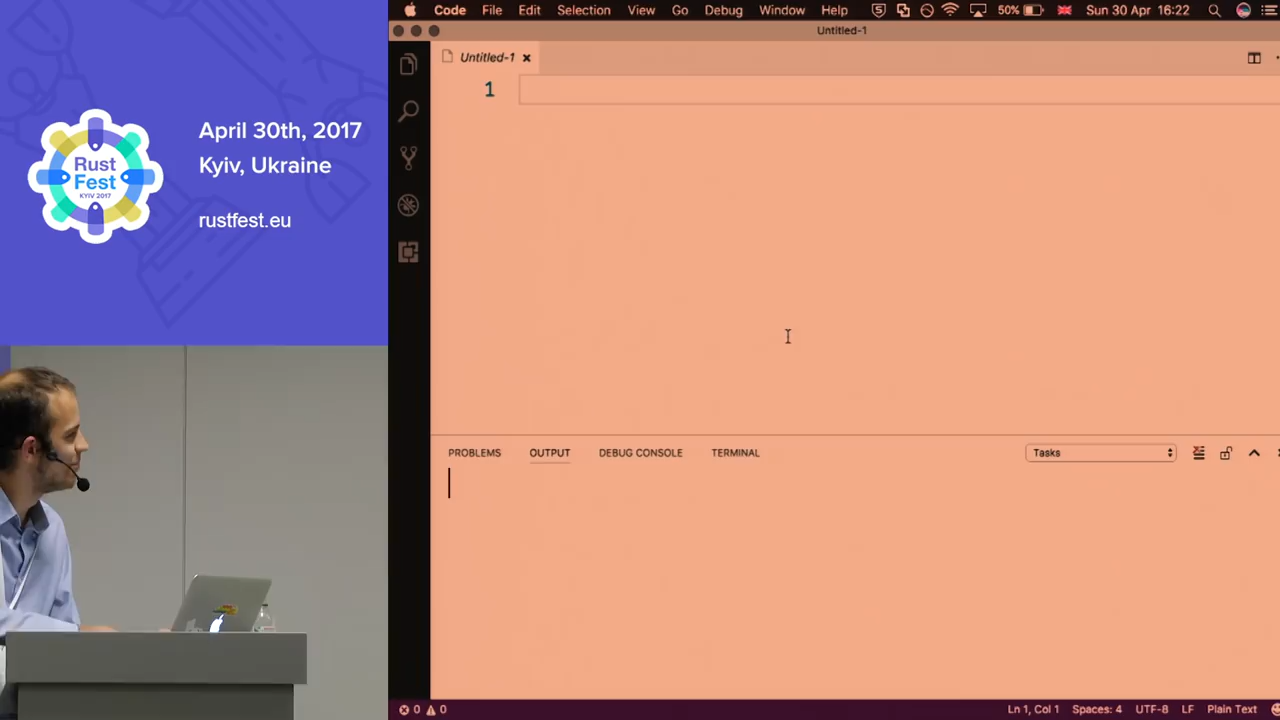 Code File Edit Selection View Go Debug Window Help 50% Sun 30 Apr 16:22
Untitled-1
Untitled-1
1
Rust
Fest
KYIV 2017
April 30th, 2017
Kyiv, Ukraine
rustfest.eu
PROBLEMS OUTPUT DEBUG CONSOLE TERMINAL Tasks
0 0 Ln 1, Col 1 Spaces: 4 UTF-8 LF Plain Text